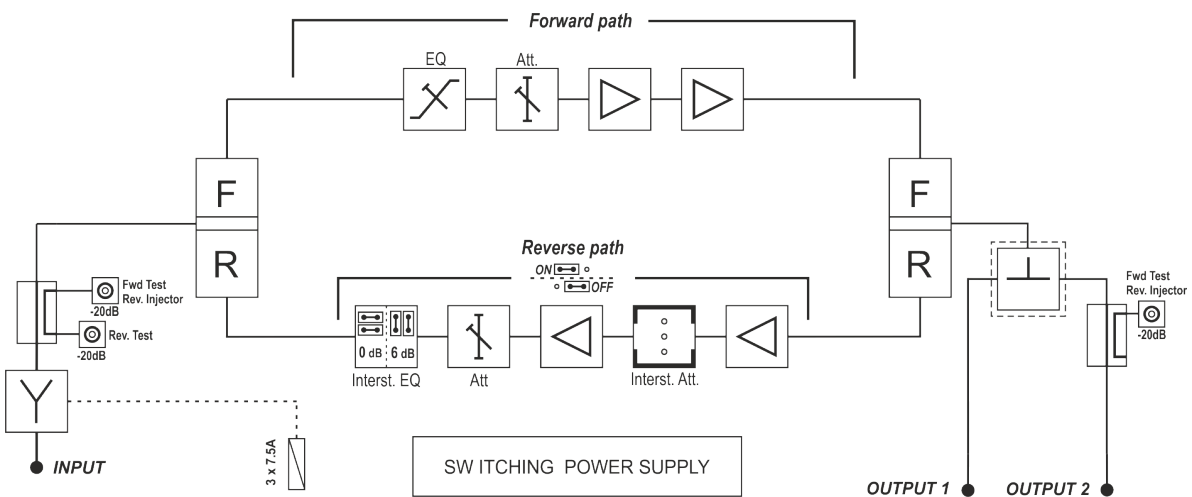 Forward path
EQ
Att.
F
R
F
R
Reverse path
ON
OFF
Fwd Test
Rev. Injector
-20dB
Rev. Test
-20dB
0 dB
6 dB
Interst. EQ
Att
Interst. Att.
Fwd Test
Rev. Injector
-20dB
Y
3 x 7.5A
INPUT
SW ITCHING POWER SUPPLY
OUTPUT 1
OUTPUT 2